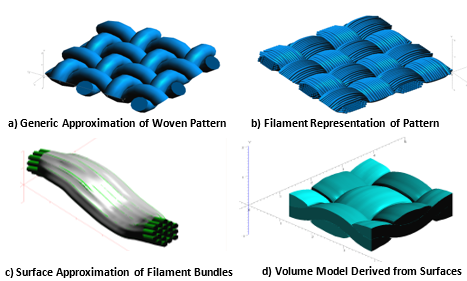 a) Generic Approximation of Woven Pattern
b) Filament Representation of Pattern
c) Surface Approximation of Filament Bundles
d) Volume Model Derived from Surfaces